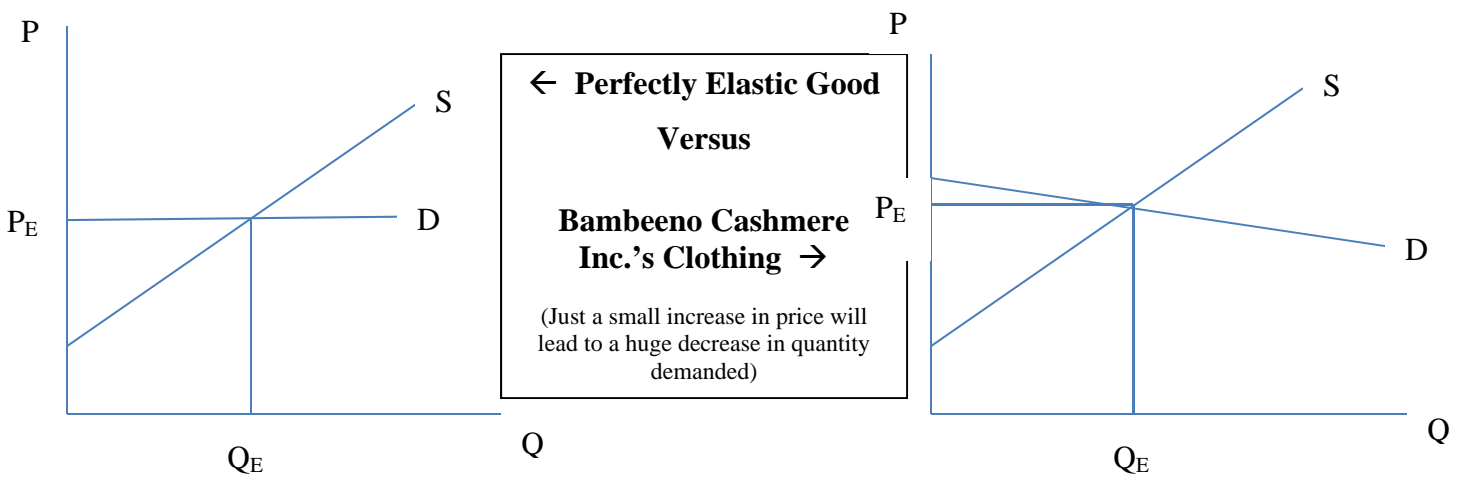 P
S
P_E
D
Q
Q_E
← Perfectly Elastic Good
Versus
Bambeeno Cashmere
Inc.’s Clothing →
(Just a small increase in price will
lead to a huge decrease in quantity
demanded)
P
S
P_E
D
Q
Q_E